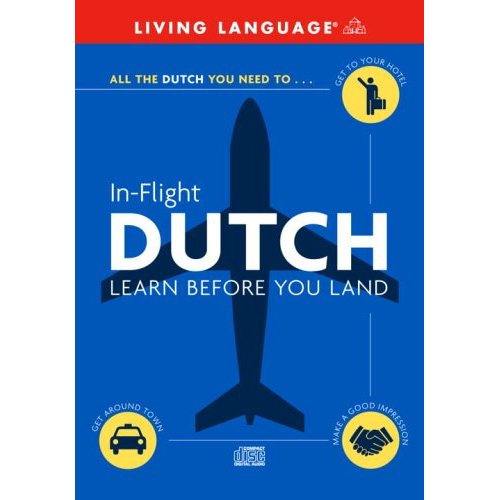 LIVING LANGUAGE®
ALL THE DUTCH YOU NEED TO . . .
GET TO YOUR HOTEL
In-Flight
DUTCH
LEARN BEFORE YOU LAND
GET AROUND TOWN
MAKE A GOOD IMPRESSION
COMPACT
disc
DIGITAL AUDIO